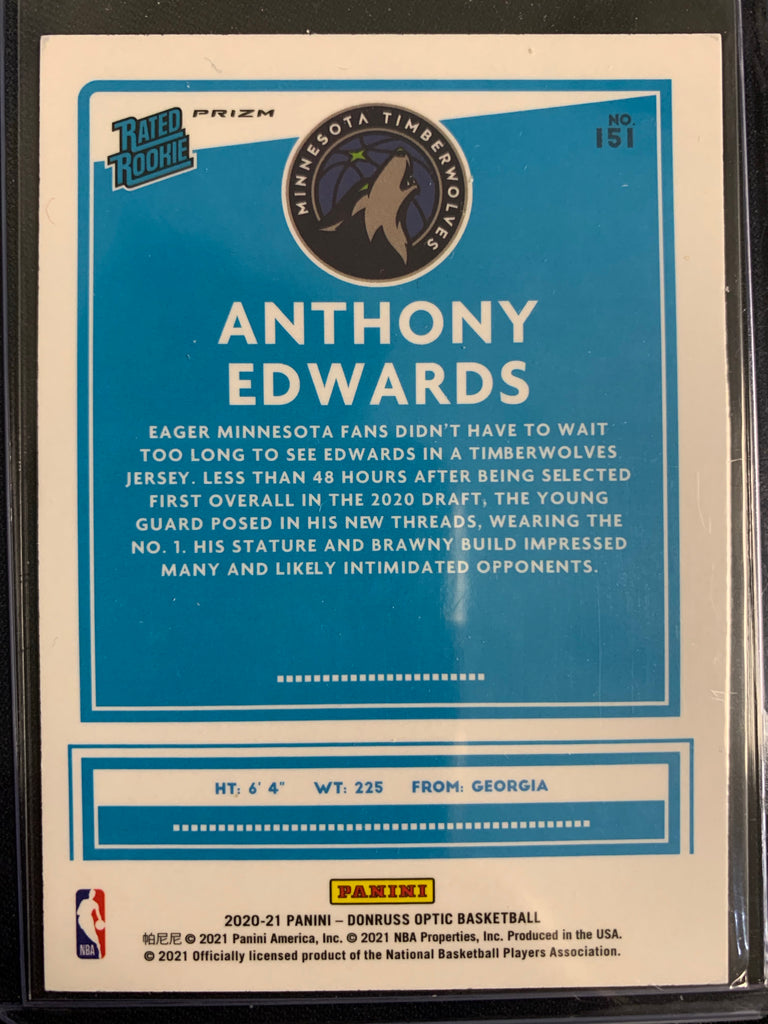 RATED ROOKIE
PRIZM
MINNESOTA TIMBERWOLVES
NO.
151
ANTHONY
EDWARDS
EAGER MINNESOTA FANS DIDN'T HAVE TO WAIT
TOO LONG TO SEE EDWARDS IN A TIMBERWOLVES
JERSEY. LESS THAN 48 HOURS AFTER BEING SELECTED
FIRST OVERALL IN THE 2020 DRAFT, THE YOUNG
GUARD POSED IN HIS NEW THREADS, WEARING THE
NO. 1. HIS STATURE AND BRAWNY BUILD IMPRESSED
MANY AND LIKELY INTIMIDATED OPPONENTS.
HT: 6' 4" WT: 225 FROM: GEORGIA
PANINI
NBA
2020-21 PANINI – DONRUSS OPTIC BASKETBALL
帕尼尼 © 2021 Panini America, Inc. © 2021 NBA Properties, Inc. Produced in the USA.
© 2021 Officially licensed product of the National Basketball Players Association.